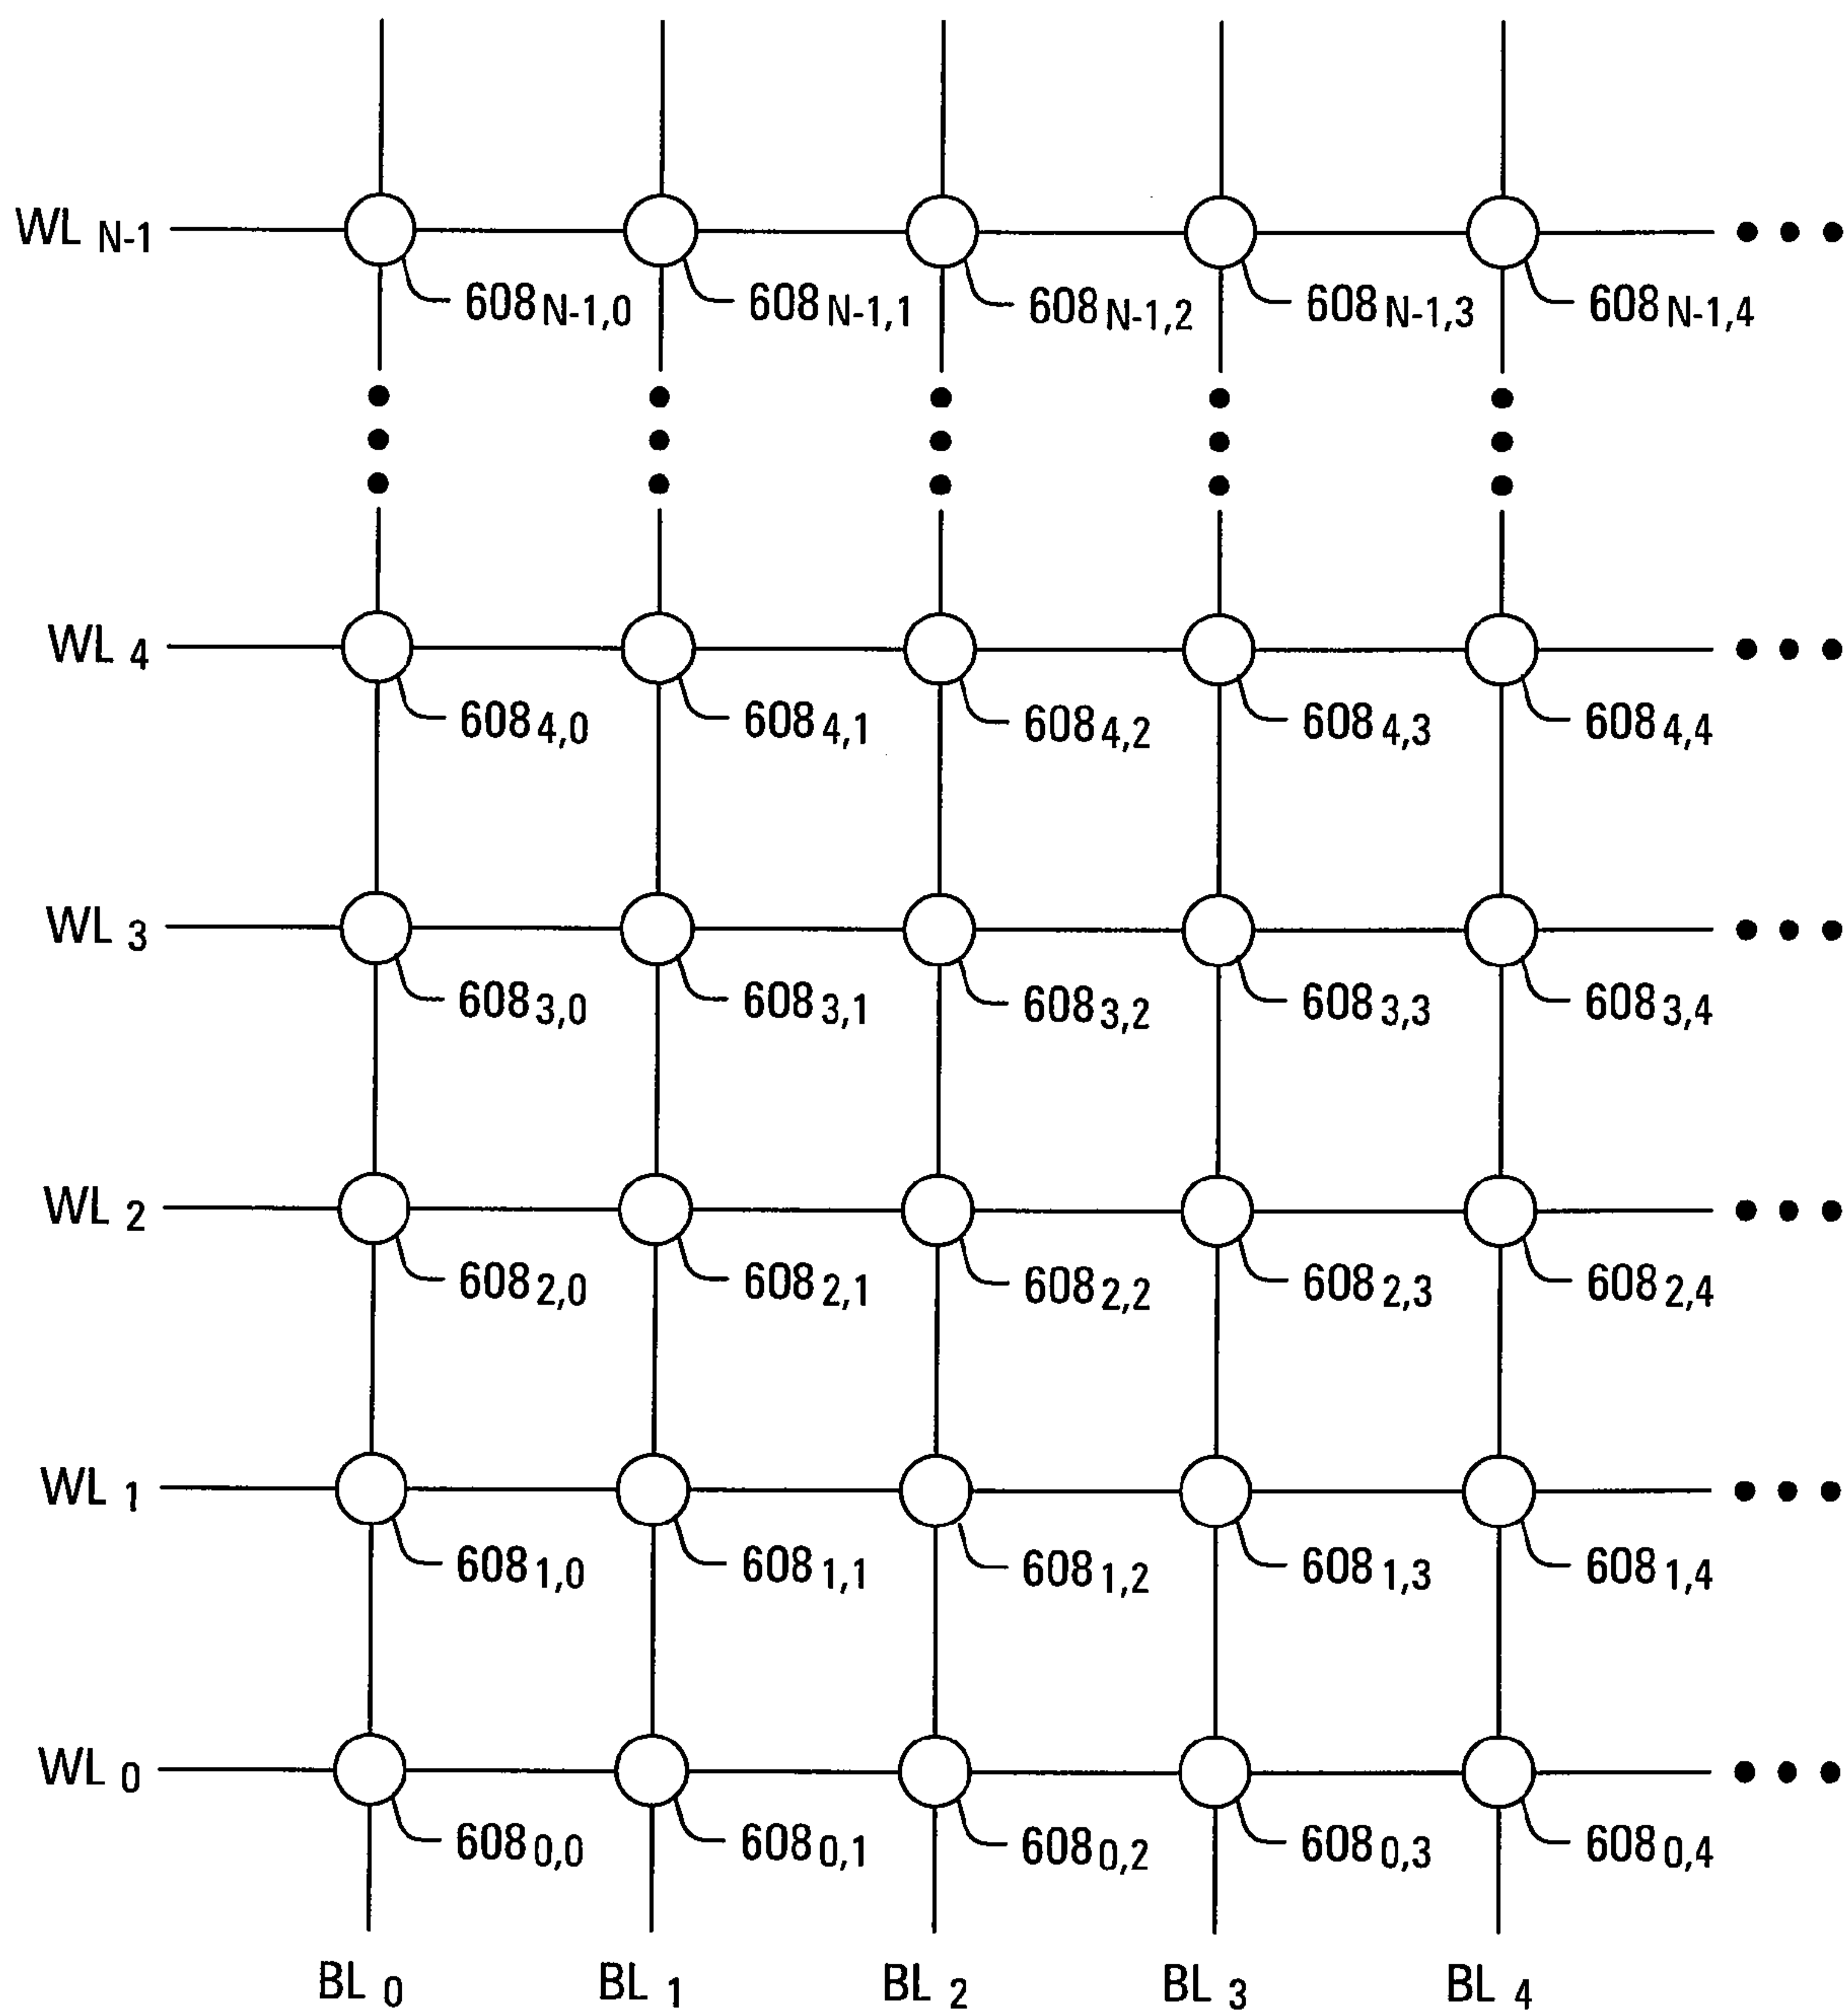 WL N-1
608 N-1,0 608 N-1,1 608 N-1,2 608 N-1,3 608 N-1,4
WL 4
608 4,0 608 4,1 608 4,2 608 4,3 608 4,4
WL 3
608 3,0 608 3,1 608 3,2 608 3,3 608 3,4
WL 2
608 2,0 608 2,1 608 2,2 608 2,3 608 2,4
WL 1
608 1,0 608 1,1 608 1,2 608 1,3 608 1,4
WL 0
608 0,0 608 0,1 608 0,2 608 0,3 608 0,4
BL 0 BL 1 BL 2 BL 3 BL 4